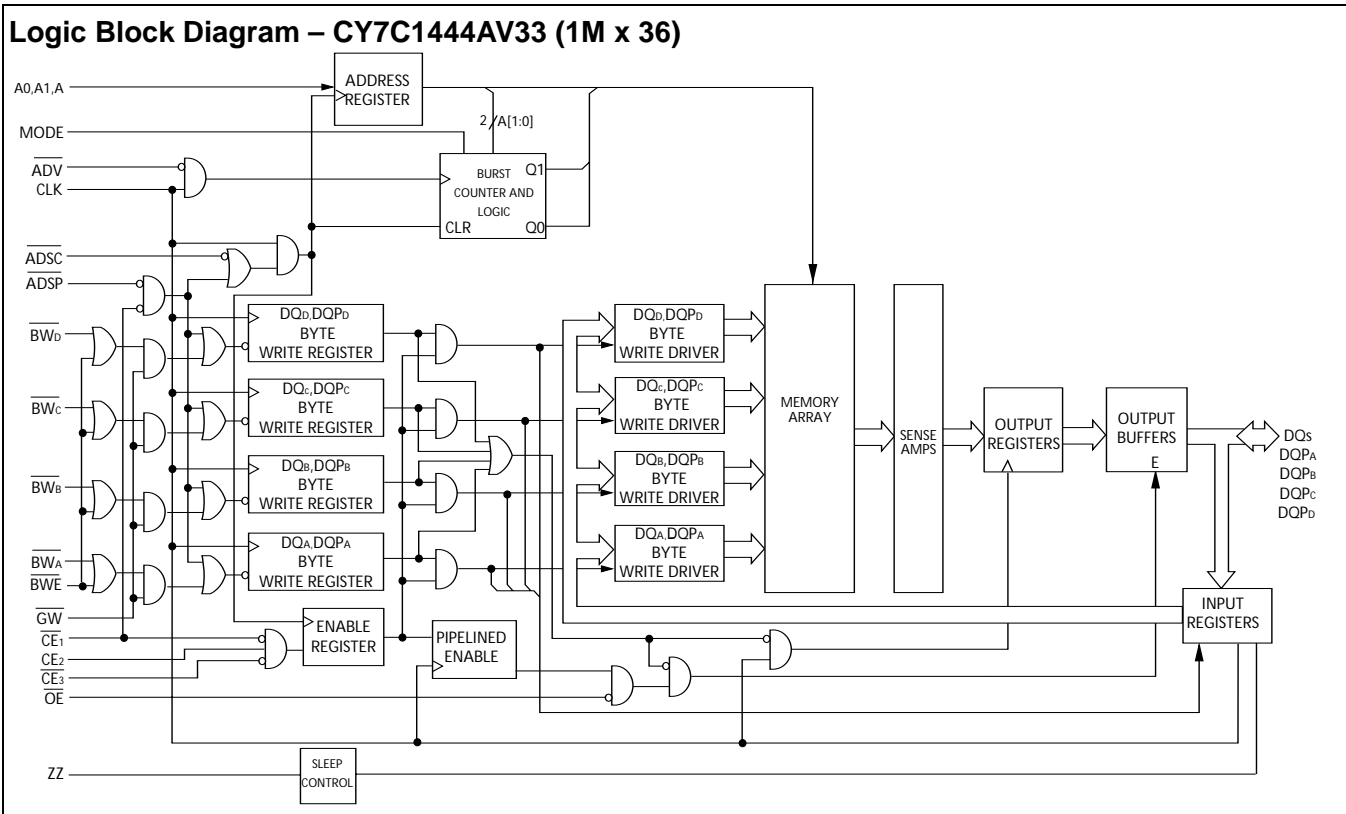 Logic Block Diagram – CY7C1444AV33 (1M x 36)
A0,A1,A
ADDRESS
REGISTER
MODE
2
A[1:0]
ADV
CLK
BURST
COUNTER AND
LOGIC
Q1
CLR
Q0
ADSC
ADSP
BWD
DQD,DQPD
BYTE
WRITE REGISTER
DQD,DQPD
BYTE
WRITE DRIVER
BWC
DQC,DQPC
BYTE
WRITE REGISTER
DQC,DQPC
BYTE
WRITE DRIVER
MEMORY
ARRAY
SENSE
AMPS
OUTPUT
REGISTERS
OUTPUT
BUFFERS
E
DQS
DQPA
DQPB
DQPC
DQPD
BWB
DQB,DQPB
BYTE
WRITE REGISTER
DQB,DQPB
BYTE
WRITE DRIVER
BWA
BWE
DQA,DQPA
BYTE
WRITE REGISTER
DQA,DQPA
BYTE
WRITE DRIVER
GW
CE1
CE2
CE3
OE
ENABLE
REGISTER
PIPELINED
ENABLE
INPUT
REGISTERS
ZZ
SLEEP
CONTROL